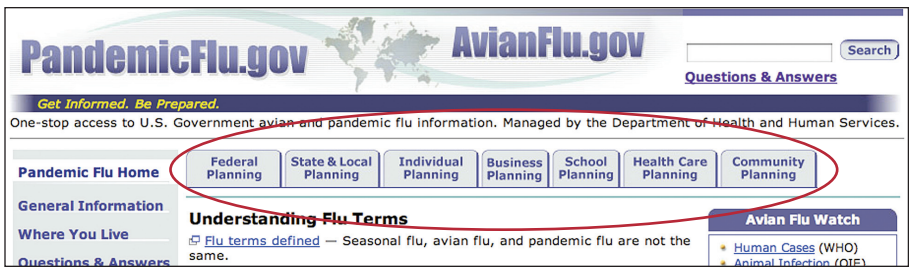 PandemicFlu.gov
AvianFlu.gov
Search
Questions & Answers
Get Informed. Be Prepared.
One-stop access to U.S. Government avian and pandemic flu information. Managed by the Department of Health and Human Services.
Pandemic Flu Home
General Information
Where You Live
Questions & Answers
Federal Planning
State & Local Planning
Individual Planning
Business Planning
School Planning
Health Care Planning
Community Planning
Understanding Flu Terms
Flu terms defined — Seasonal flu, avian flu, and pandemic flu are not the
same.
Avian Flu Watch
Human Cases (WHO)
Animal Infection (OIE)